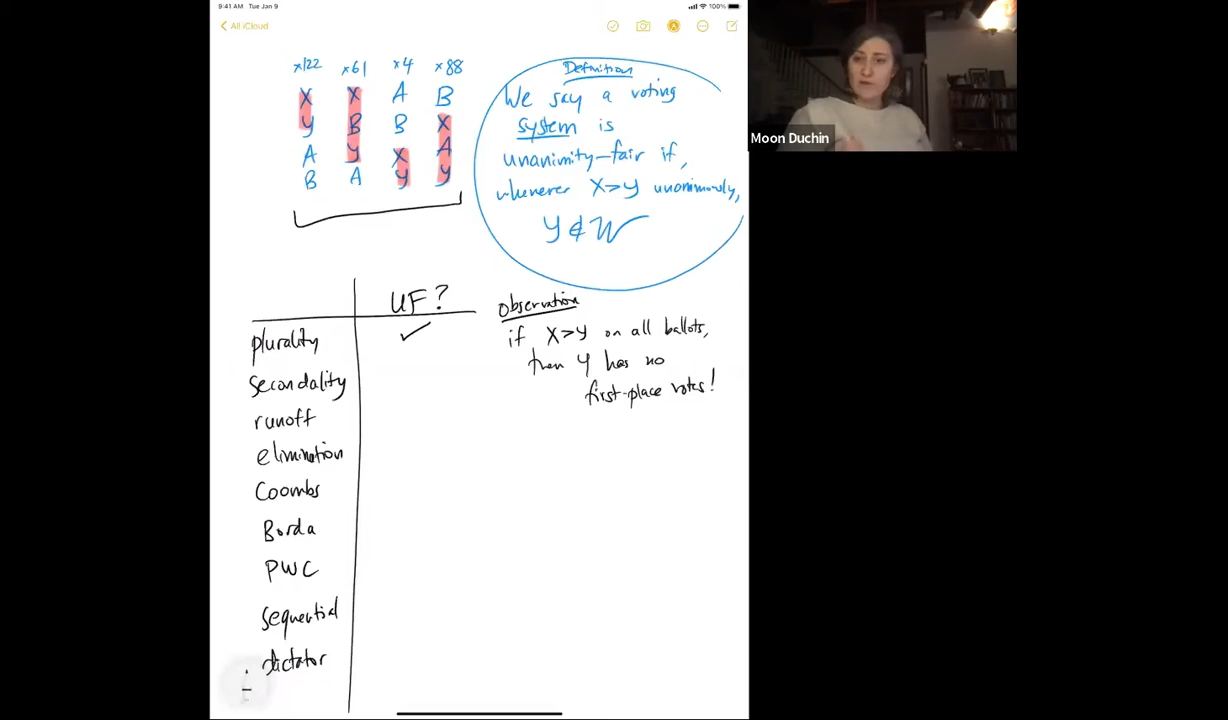 9:41 AM Tue Jan 9
100%
All iCloud
x122 x61 x4 x88
X X A B
Y B B X
A Y X A
B A Y Y
Definition
We say a voting
system is
unanimity-fair if,
whenever X>Y unanimously,
Y ∉ W
Moon Duchin
UF?
plurality ✓
secondality
runoff
elimination
Coombs
Borda
PWC
sequential
dictator
Observation
if X>Y on all ballots,
then Y has no
first-place votes!